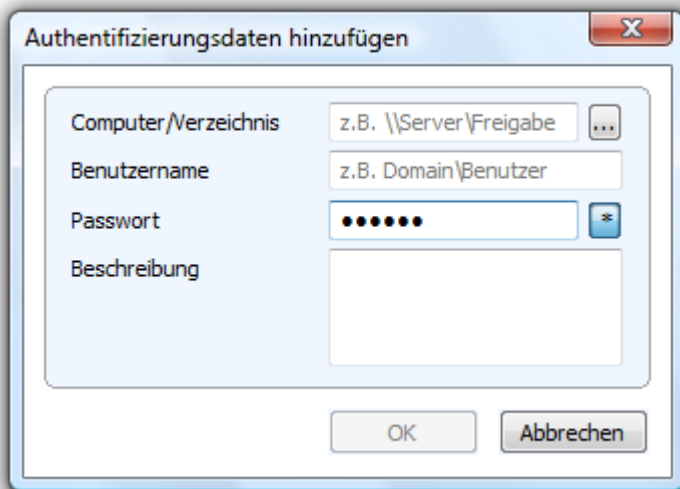 Authentifizierungsdaten hinzufügen
Computer/Verzeichnis z.B. \\Server\Freigabe ...
Benutzername z.B. Domain\Benutzer
Passwort ●●●●●● *
Beschreibung
OK Abbrechen